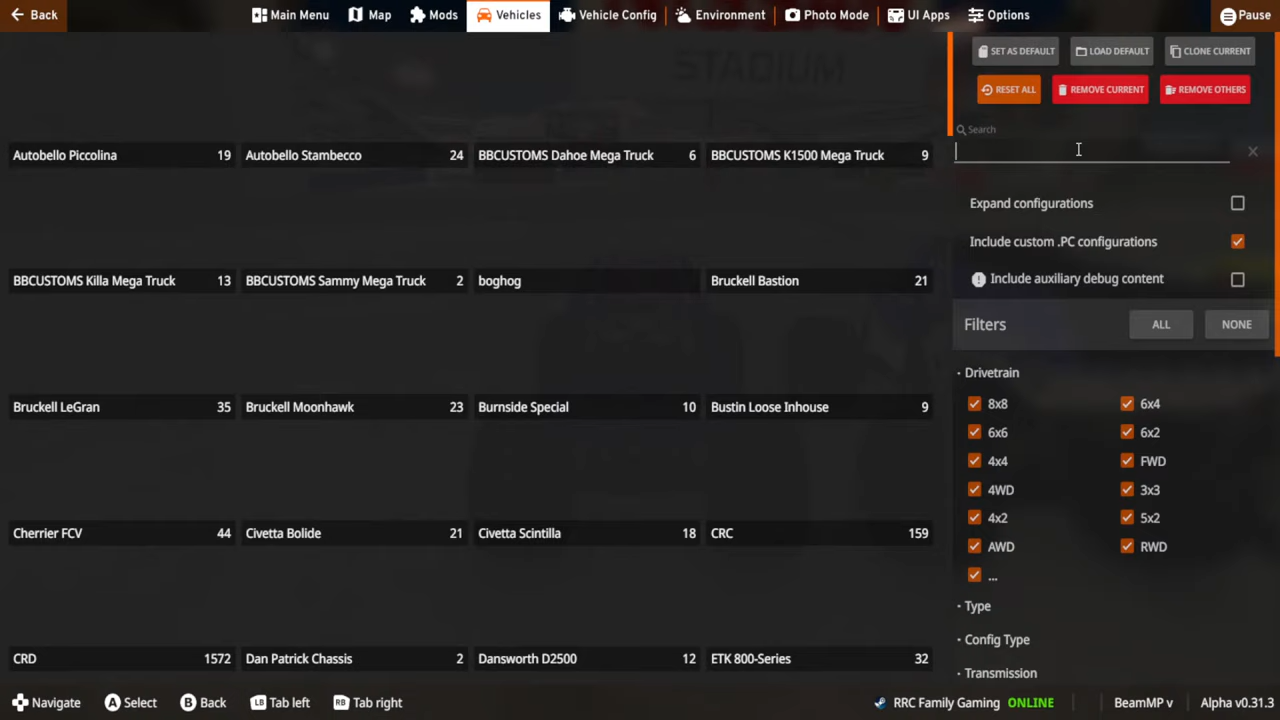 Back
Main Menu
Map
Mods
Vehicles
Vehicle Config
Environment
Photo Mode
UI Apps
Options
Pause
STADIUM
SET AS DEFAULT
LOAD DEFAULT
CLONE CURRENT
RESET ALL
REMOVE CURRENT
REMOVE OTHERS
Search
Autobello Piccolina 19
Autobello Stambecco 24
BBCUSTOMS Dahoe Mega Truck 6
BBCUSTOMS K1500 Mega Truck 9
Expand configurations
Include custom .PC configurations
Include auxiliary debug content
BBCUSTOMS Killa Mega Truck 13
BBCUSTOMS Sammy Mega Truck 2
boghog
Bruckell Bastion 21
Filters
ALL
NONE
Bruckell LeGran 35
Bruckell Moonhawk 23
Burnside Special 10
Bustin Loose Inhouse 9
· Drivetrain
8x8
6x4
6x6
6x2
4x4
FWD
4WD
3x3
4x2
5x2
AWD
RWD
...
Cherrier FCV 44
Civetta Bolide 21
Civetta Scintilla 18
CRC 159
· Type
· Config Type
· Transmission
CRD 1572
Dan Patrick Chassis 2
Dansworth D2500 12
ETK 800-Series 32
Navigate
A Select
B Back
LB Tab left
RB Tab right
RRC Family Gaming ONLINE
BeamMP v
Alpha v0.31.3